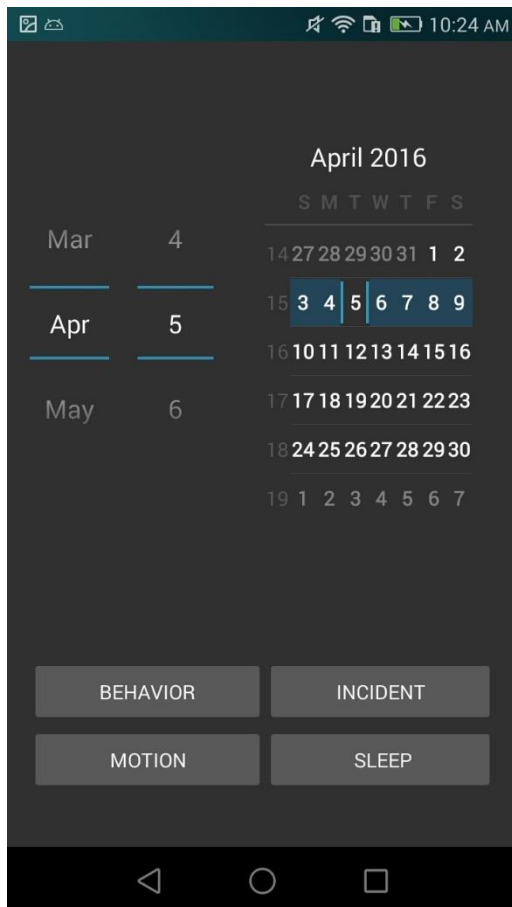 10:24 AM
April 2016
S M T W T F S
Mar 4
14 27 28 29 30 31 1 2
15 3 4 5 6 7 8 9
Apr 5
16 10 11 12 13 14 15 16
May 6
17 17 18 19 20 21 22 23
18 24 25 26 27 28 29 30
19 1 2 3 4 5 6 7
BEHAVIOR INCIDENT
MOTION SLEEP